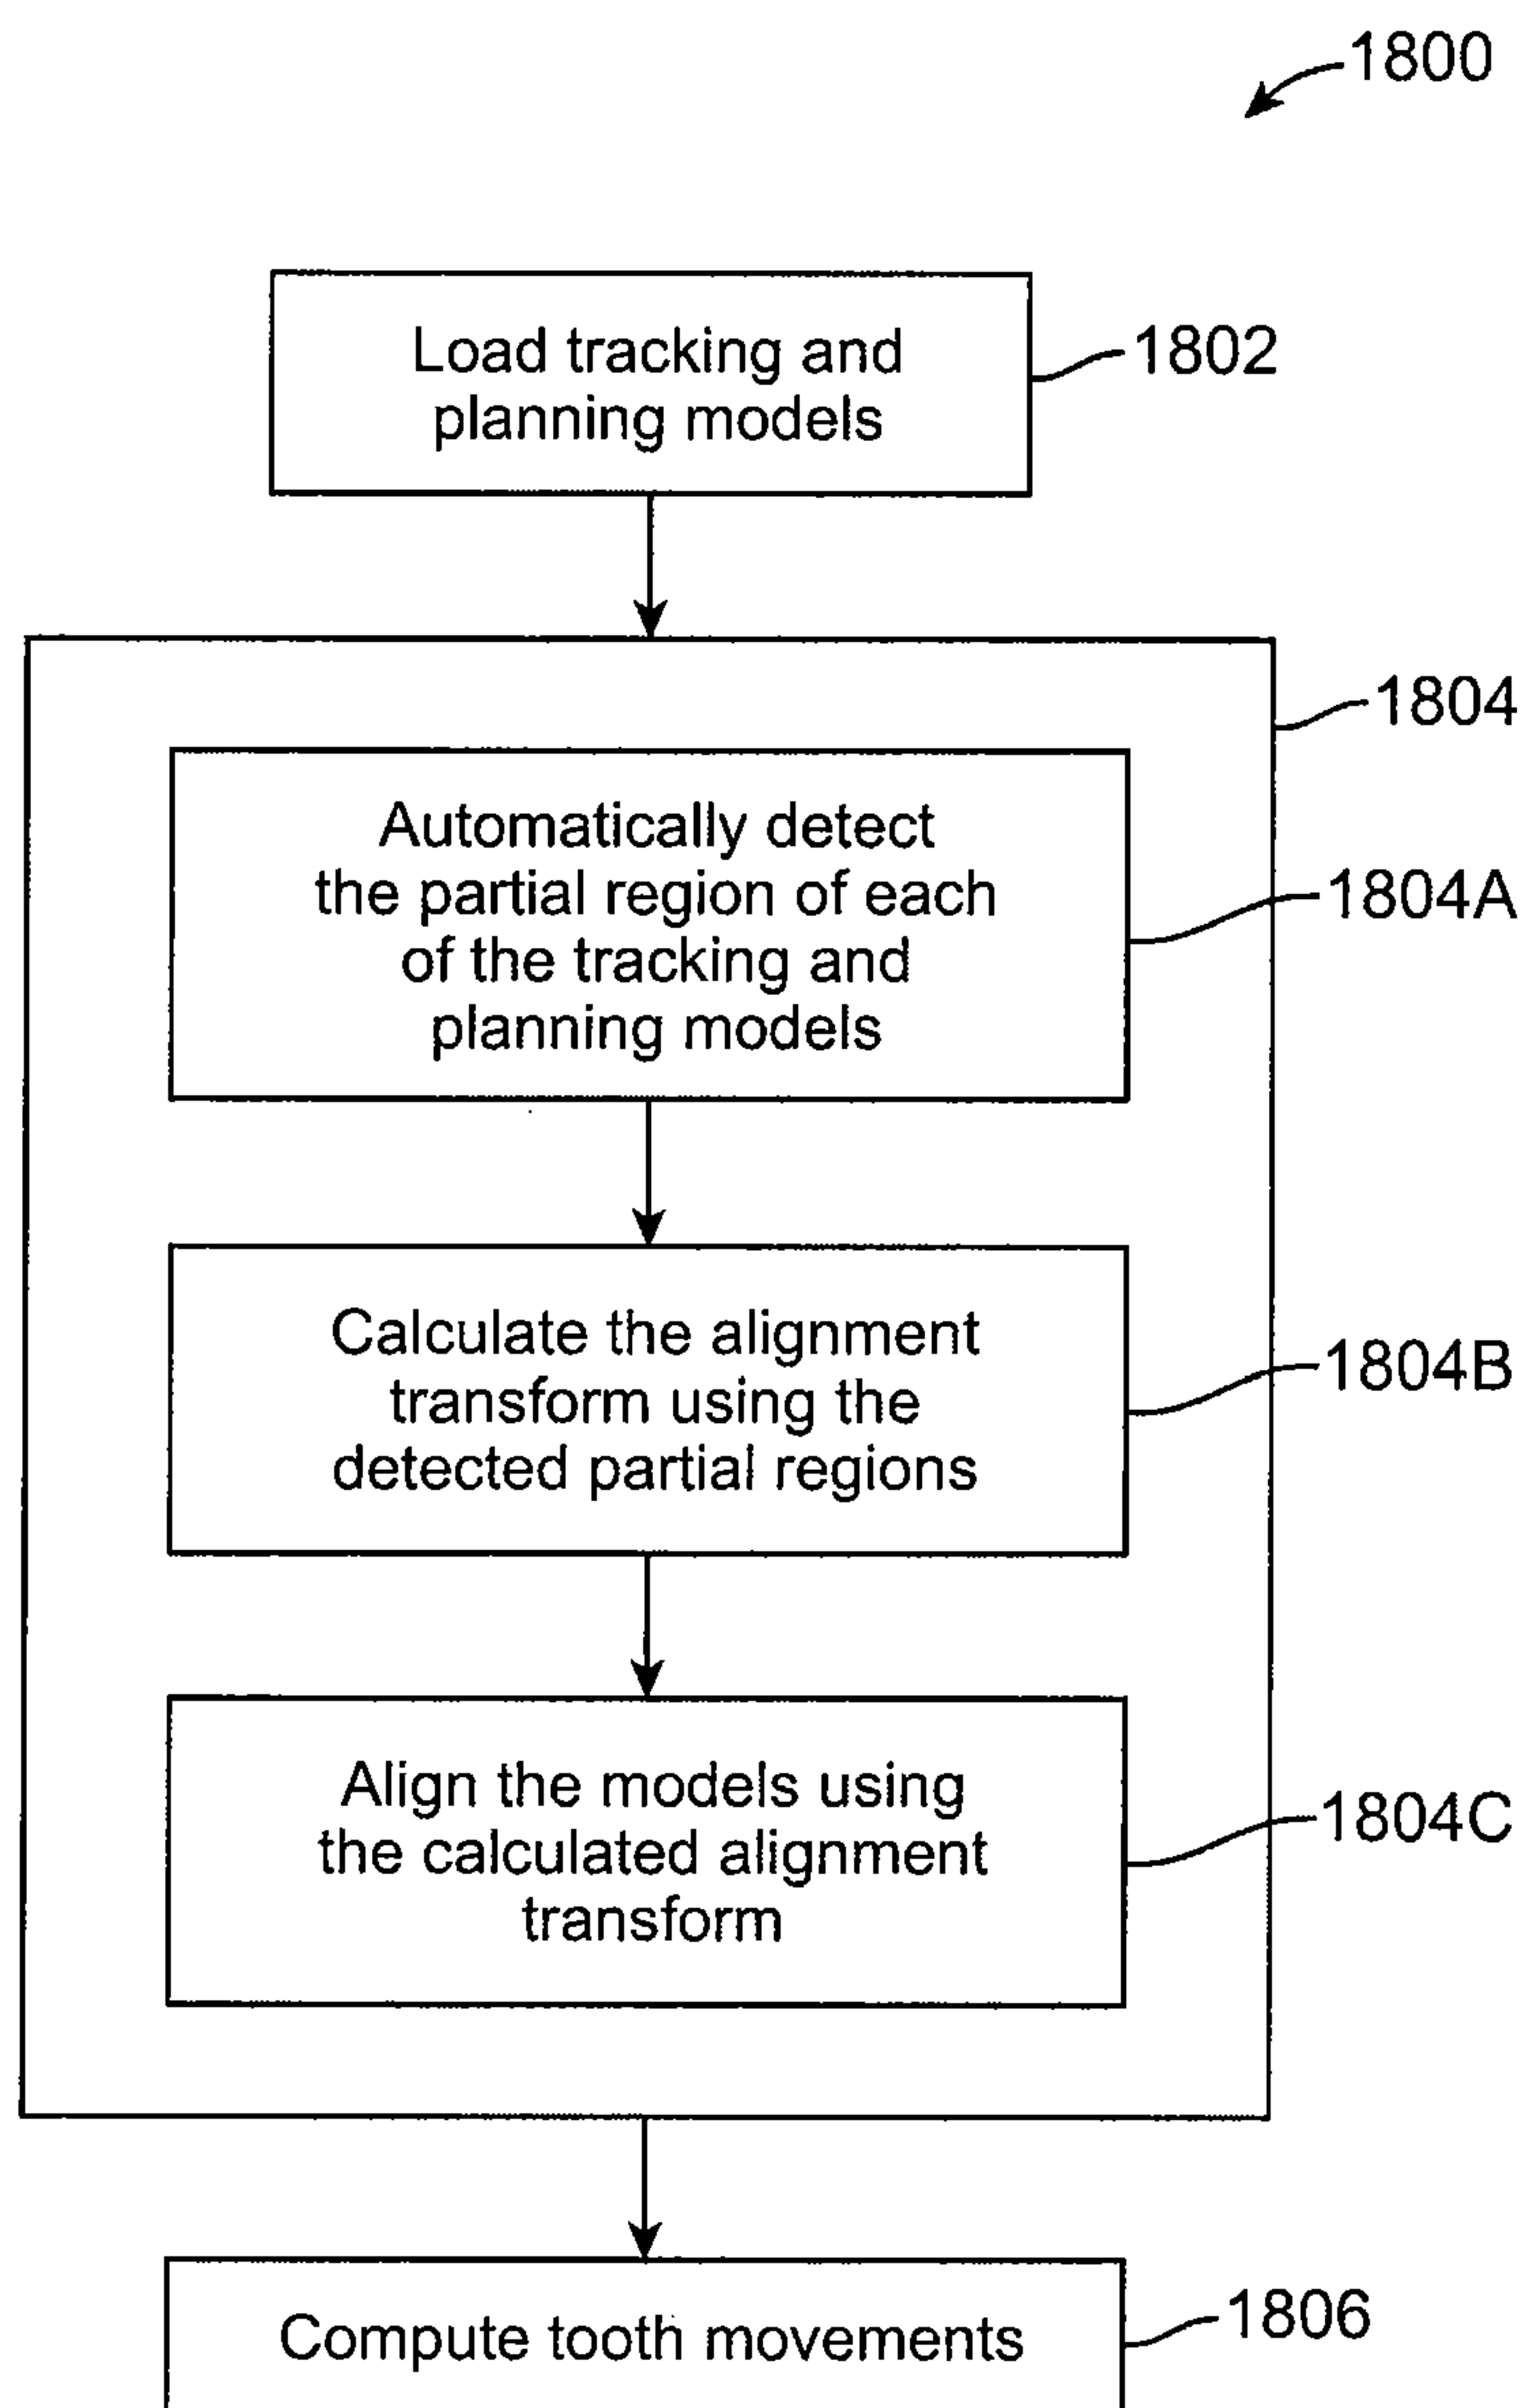 1800
Load tracking and
planning models
1802
1804
Automatically detect
the partial region of each
of the tracking and
planning models
1804A
Calculate the alignment
transform using the
detected partial regions
1804B
Align the models using
the calculated alignment
transform
1804C
Compute tooth movements
1806